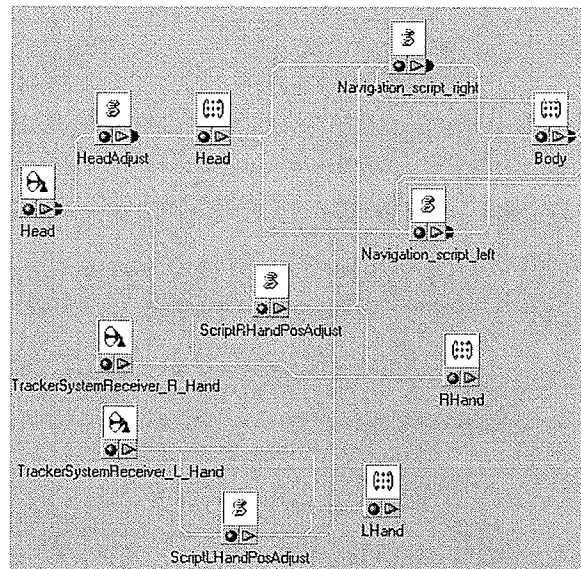 Navigation_script_right
HeadAdjust
Head
Body
Head
Navigation_script_left
ScriptRHandPosAdjust
TrackerSystemReceiver_R_Hand
RHand
TrackerSystemReceiver_L_Hand
LHand
ScriptLHandPosAdjust